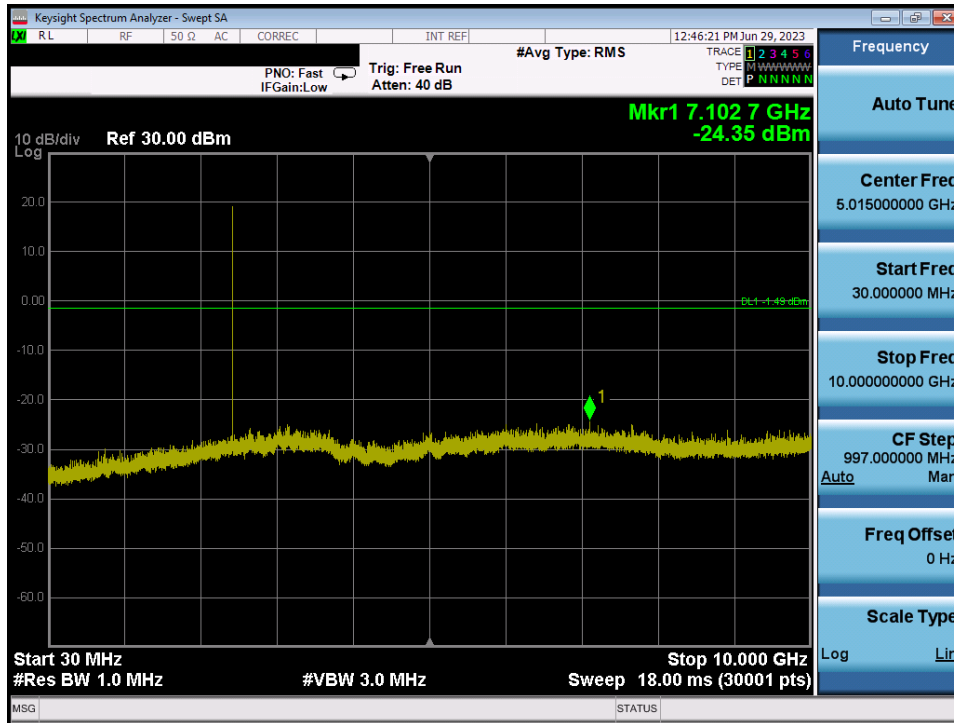 Keysight Spectrum Analyzer - Swept SA
LXI RL RF 50 Ω AC CORREC INT REF 12:46:21 PM Jun 29, 2023
PNO: Fast
IFGain:Low
Trig: Free Run
Atten: 40 dB
#Avg Type: RMS
TRACE 1 2 3 4 5 6
TYPE M W W W W W
DET P N N N N N
Mkr1 7.102 7 GHz
-24.35 dBm
10 dB/div Ref 30.00 dBm
Log
20.0
10.0
0.00
DL1 -1.49 dBm
-10.0
-20.0
1
-30.0
-40.0
-50.0
-60.0
Start 30 MHz Stop 10.000 GHz
#Res BW 1.0 MHz #VBW 3.0 MHz Sweep 18.00 ms (30001 pts)
MSG STATUS
Frequency
Auto Tune
Center Freq
5.015000000 GHz
Start Freq
30.000000 MHz
Stop Freq
10.000000000 GHz
CF Step
997.000000 MHz
Auto Man
Freq Offset
0 Hz
Scale Type
Log Lin